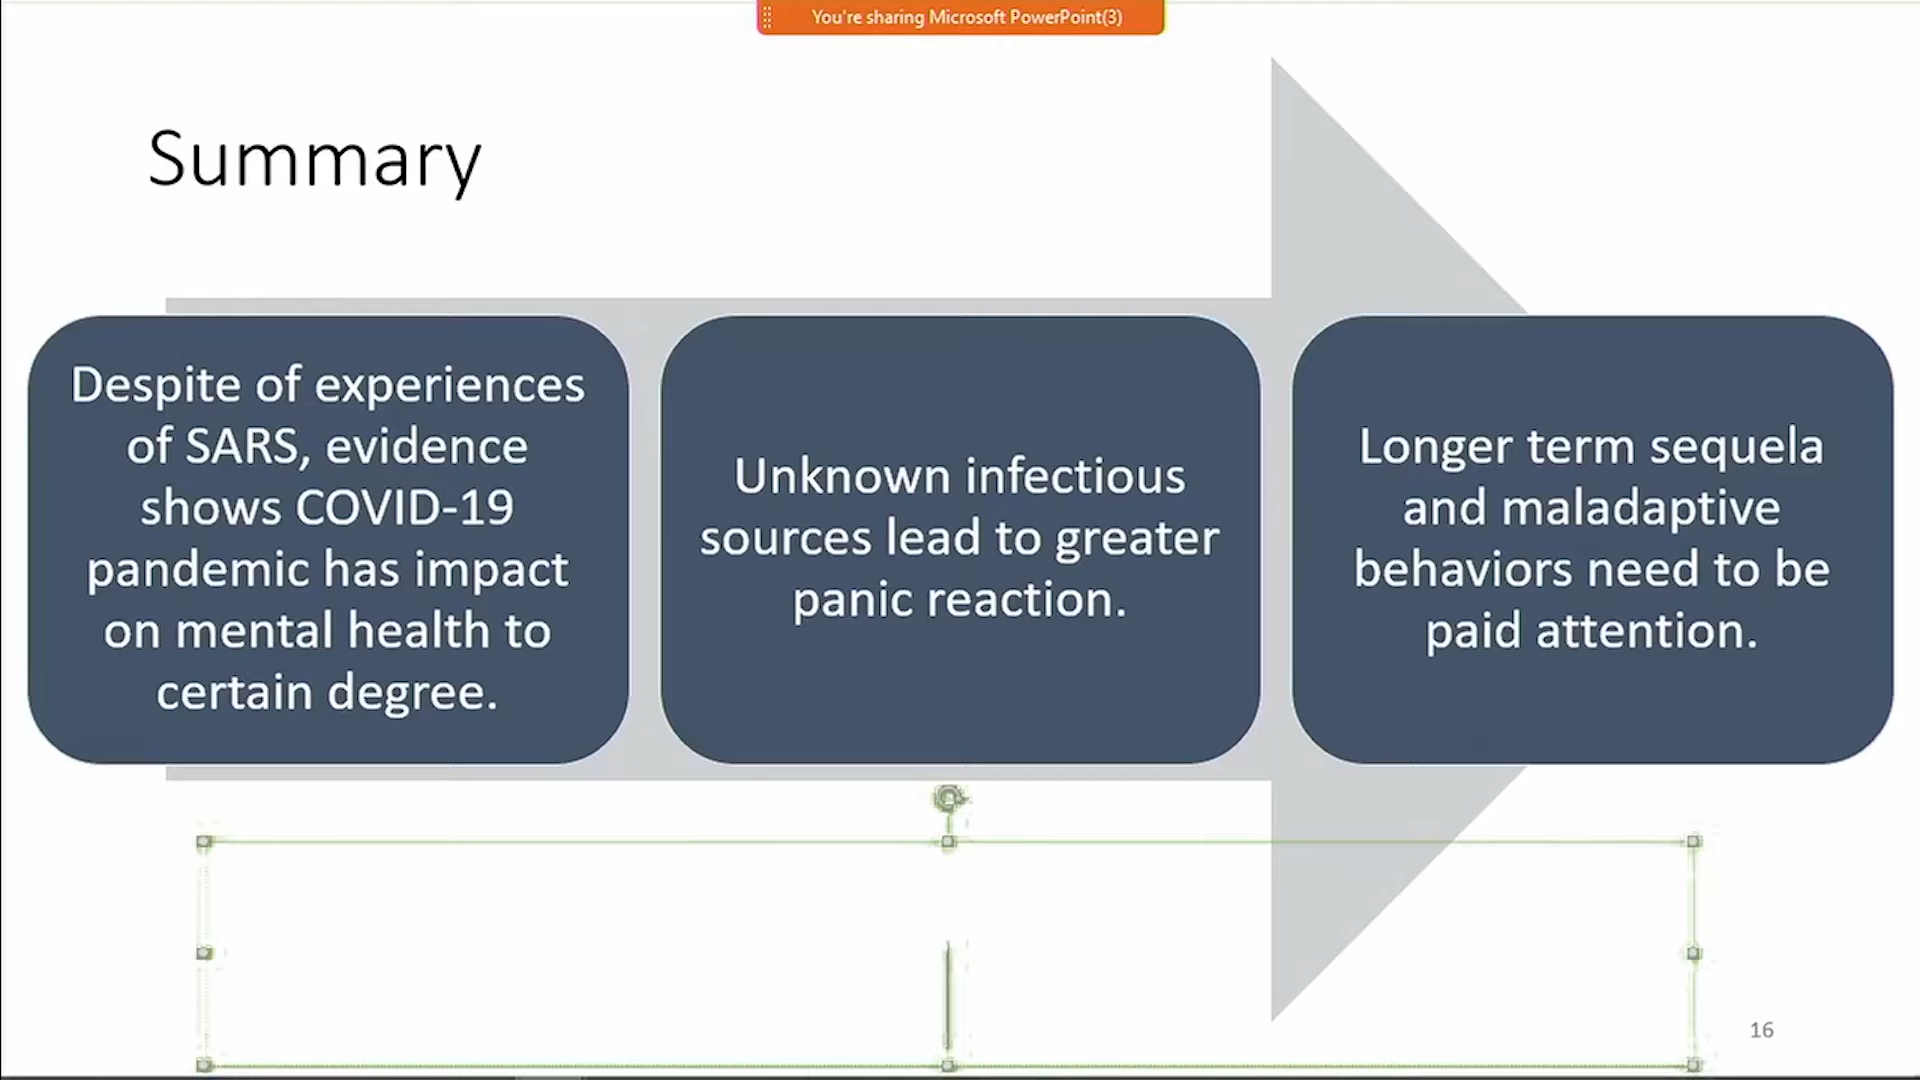 You're sharing Microsoft PowerPoint(3)
Summary
Despite of experiences
of SARS, evidence
shows COVID-19
pandemic has impact
on mental health to
certain degree.
Unknown infectious
sources lead to greater
panic reaction.
Longer term sequela
and maladaptive
behaviors need to be
paid attention.
16